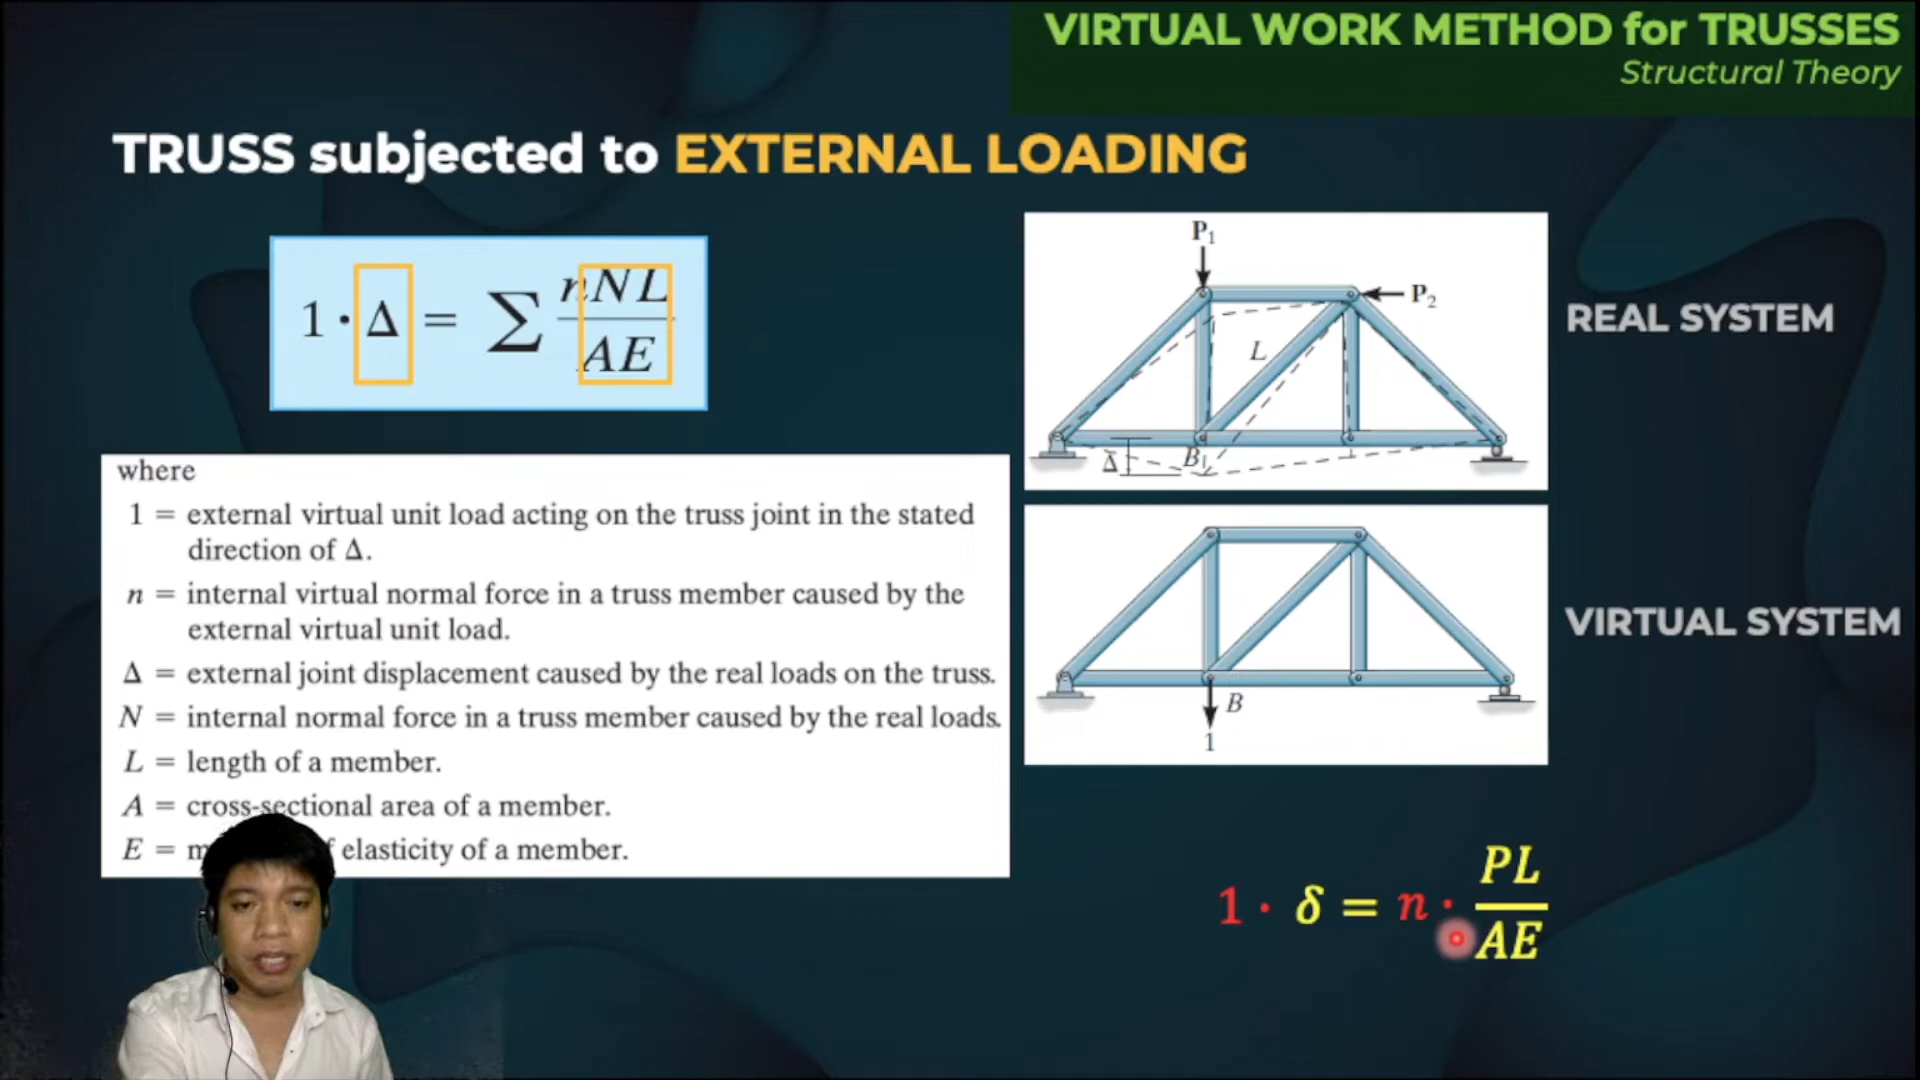 VIRTUAL WORK METHOD for TRUSSES
Structural Theory
TRUSS subjected to EXTERNAL LOADING
1 · Δ = ∑ nNL / AE
where
1 = external virtual unit load acting on the truss joint in the stated
direction of Δ.
n = internal virtual normal force in a truss member caused by the
external virtual unit load.
Δ = external joint displacement caused by the real loads on the truss.
N = internal normal force in a truss member caused by the real loads.
L = length of a member.
A = cross-sectional area of a member.
E = elasticity of a member.
P1
P2
L
Δ
B
REAL SYSTEM
B
1
VIRTUAL SYSTEM
1 · δ = n · PL / AE